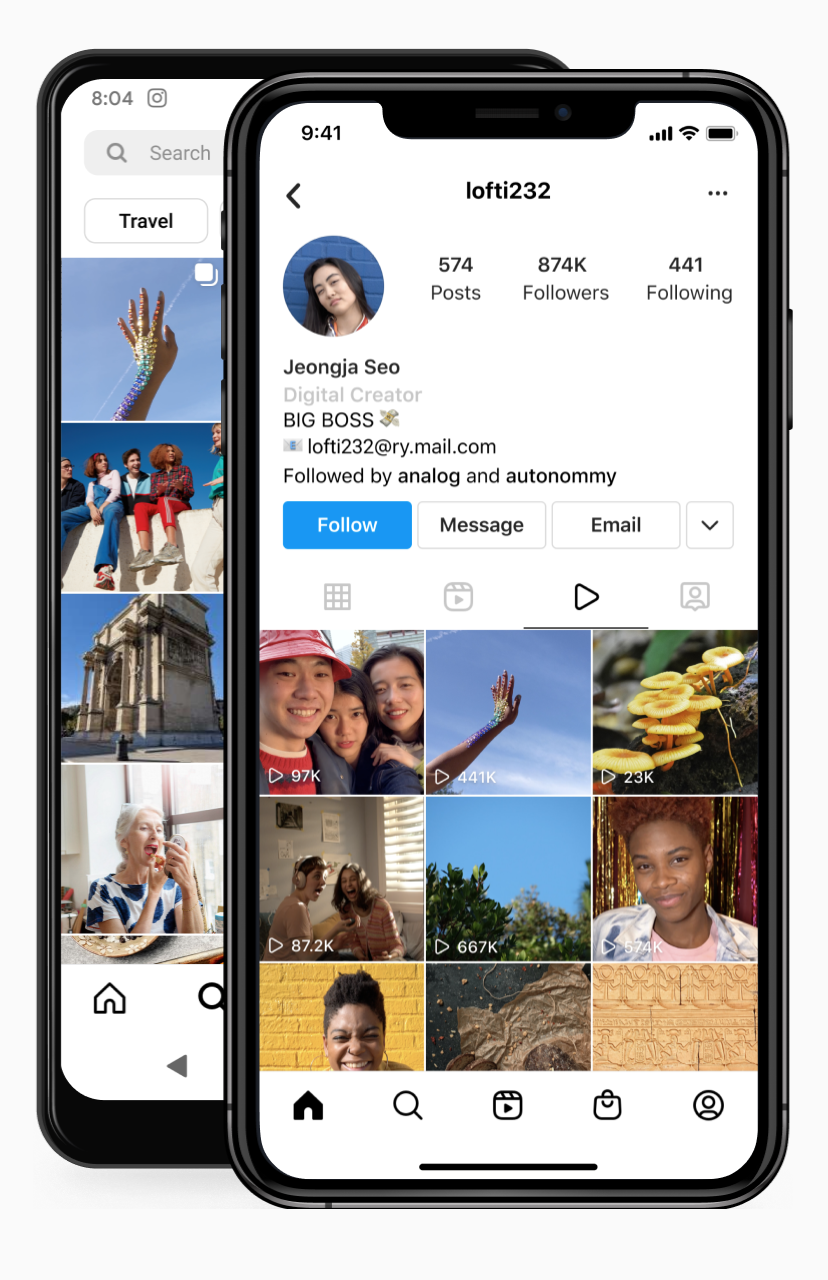 8:04
Search
Travel
9:41
lofti232
574 874K 441
Posts Followers Following
Jeongja Seo
Digital Creator
BIG BOSS 💸
📧 lofti232@ry.mail.com
Followed by analog and autonommy
Follow Message Email
97K 441K 23K
87.2K 667K 574K